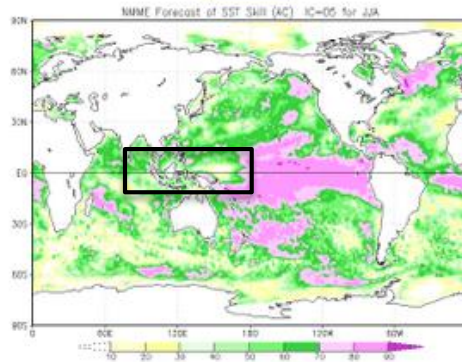 NMME Forecast of SST Skill (AC) IC=05 for JJA
90N
60N
30N
EQ
30S
60S
90S
0 60E 120E 180 120W 60W
10 20 30 40 50 60 70 80 90